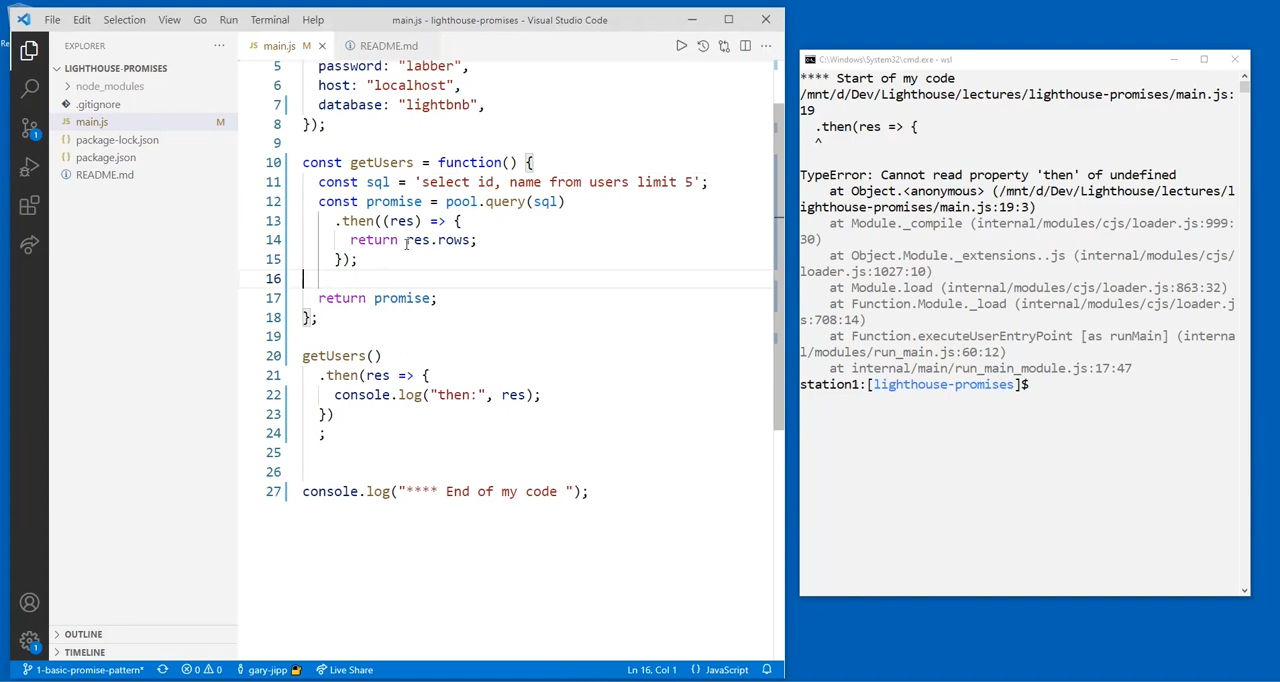 File Edit Selection View Go Run Terminal Help
main.js - lighthouse-promises - Visual Studio Code
EXPLORER
LIGHTHOUSE-PROMISES
node_modules
.gitignore
JS main.js M
{} package-lock.json
{} package.json
README.md
OUTLINE
TIMELINE
JS main.js M
README.md
5 password: "labber",
6 host: "localhost",
7 database: "lightbnb",
8 });
9
10 const getUsers = function() {
11 const sql = 'select id, name from users limit 5';
12 const promise = pool.query(sql)
13 .then((res) => {
14 return res.rows;
15 });
16
17 return promise;
18 };
19
20 getUsers()
21 .then(res => {
22 console.log("then:", res);
23 })
24 ;
25
26
27 console.log("**** End of my code ");
1
1
1-basic-promise-pattern* 0 0 gary-jipp Live Share Ln 16, Col 1 {} JavaScript
C:\Windows\System32\cmd.exe - wsl
**** Start of my code
/mnt/d/Dev/Lighthouse/lectures/lighthouse-promises/main.js:
19
.then(res => {
^
TypeError: Cannot read property 'then' of undefined
at Object.<anonymous> (/mnt/d/Dev/Lighthouse/lectures/l
ighthouse-promises/main.js:19:3)
at Module._compile (internal/modules/cjs/loader.js:999:
30)
at Object.Module._extensions..js (internal/modules/cjs/
loader.js:1027:10)
at Module.load (internal/modules/cjs/loader.js:863:32)
at Function.Module._load (internal/modules/cjs/loader.j
s:708:14)
at Function.executeUserEntryPoint [as runMain] (interna
l/modules/run_main.js:60:12)
at internal/main/run_main_module.js:17:47
station1:[lighthouse-promises]$